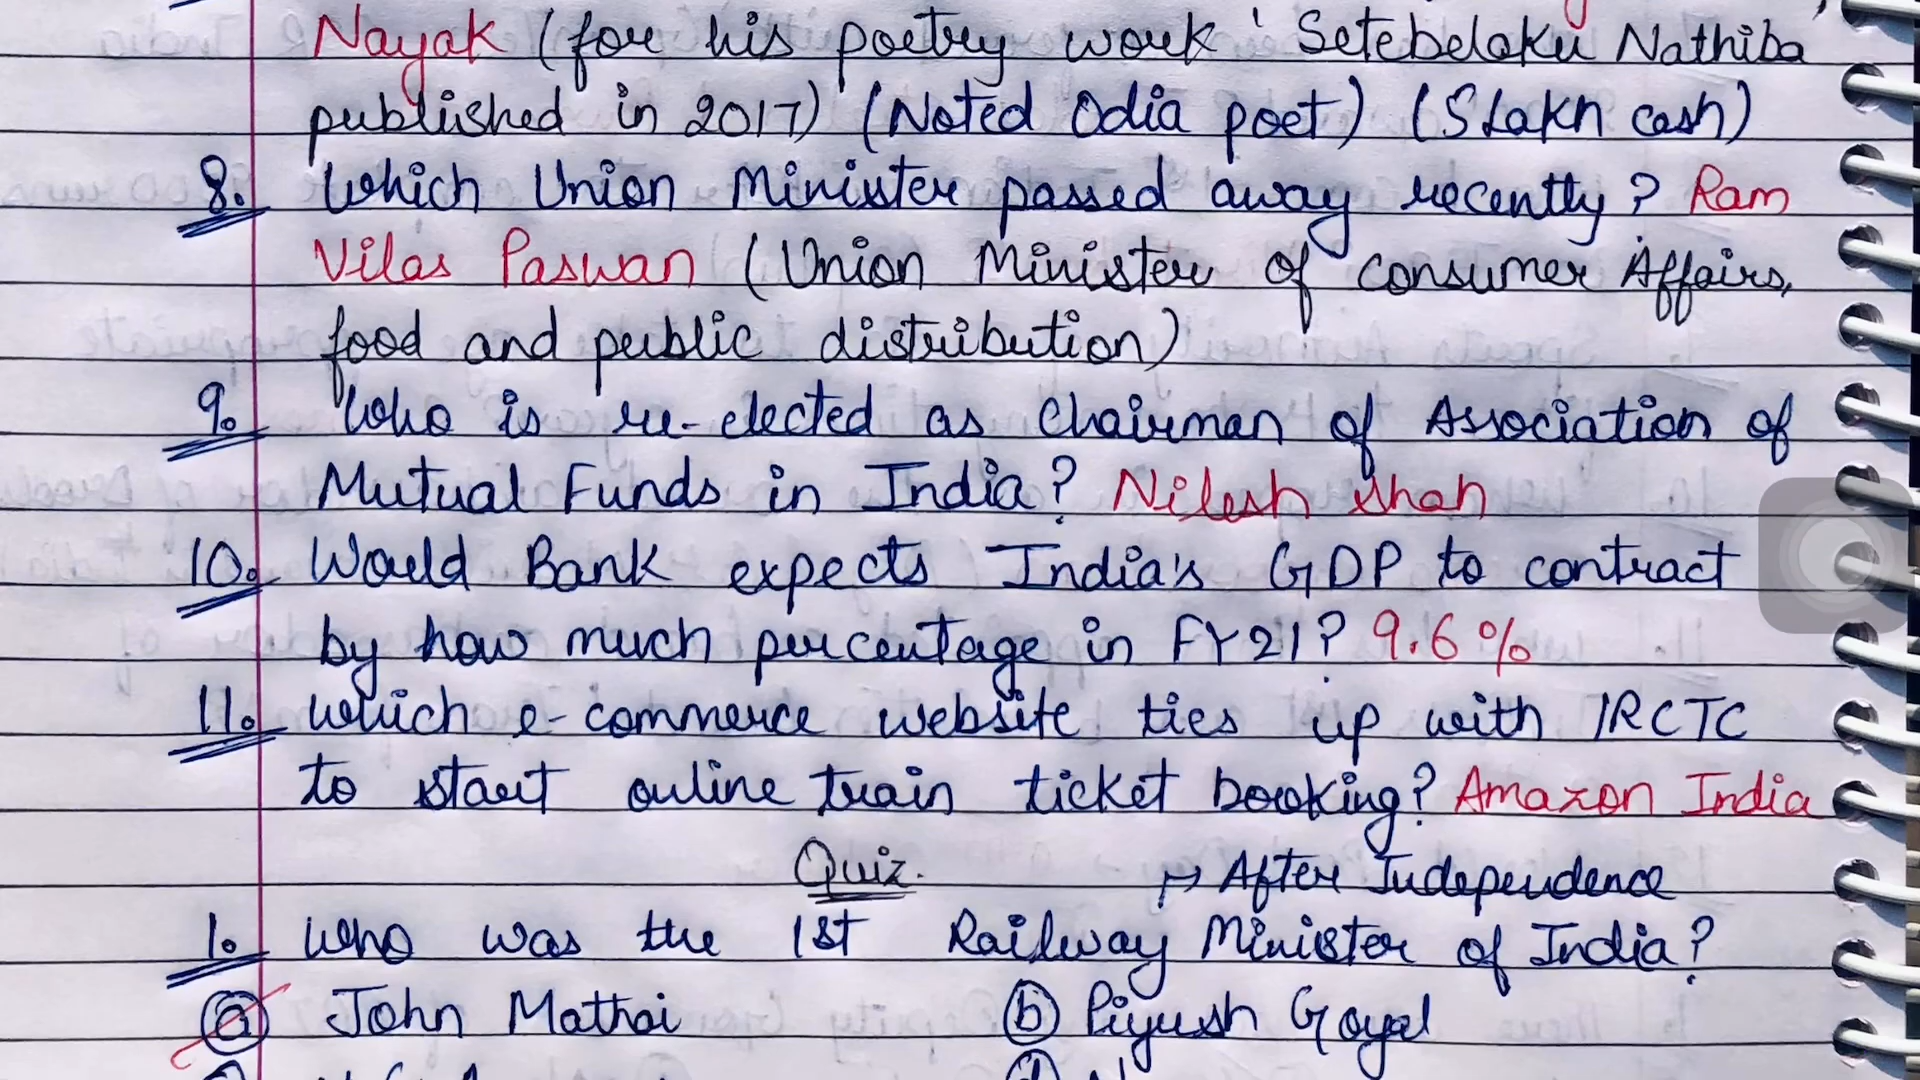 Nayak (for his poetry work 'Setebelaku Nathiba'
published in 2017) (Noted Odia poet) (5 Lakh cash)
8. Which Union Minister passed away recently? Ram
Vilas Paswan (Union Minister of consumer Affairs,
food and public distribution)
9. Who is re-elected as Chairman of Association of
Mutual Funds in India? Nilesh Shah
10. World Bank expects India's GDP to contract
by how much percentage in FY21? 9.6%
11. Which e-commerce website ties up with IRCTC
to start online train ticket booking? Amazon India
Quiz.
↦ After Independence
1. Who was the 1st Railway Minister of India?
(a) John Mathai (b) Piyush Goyal